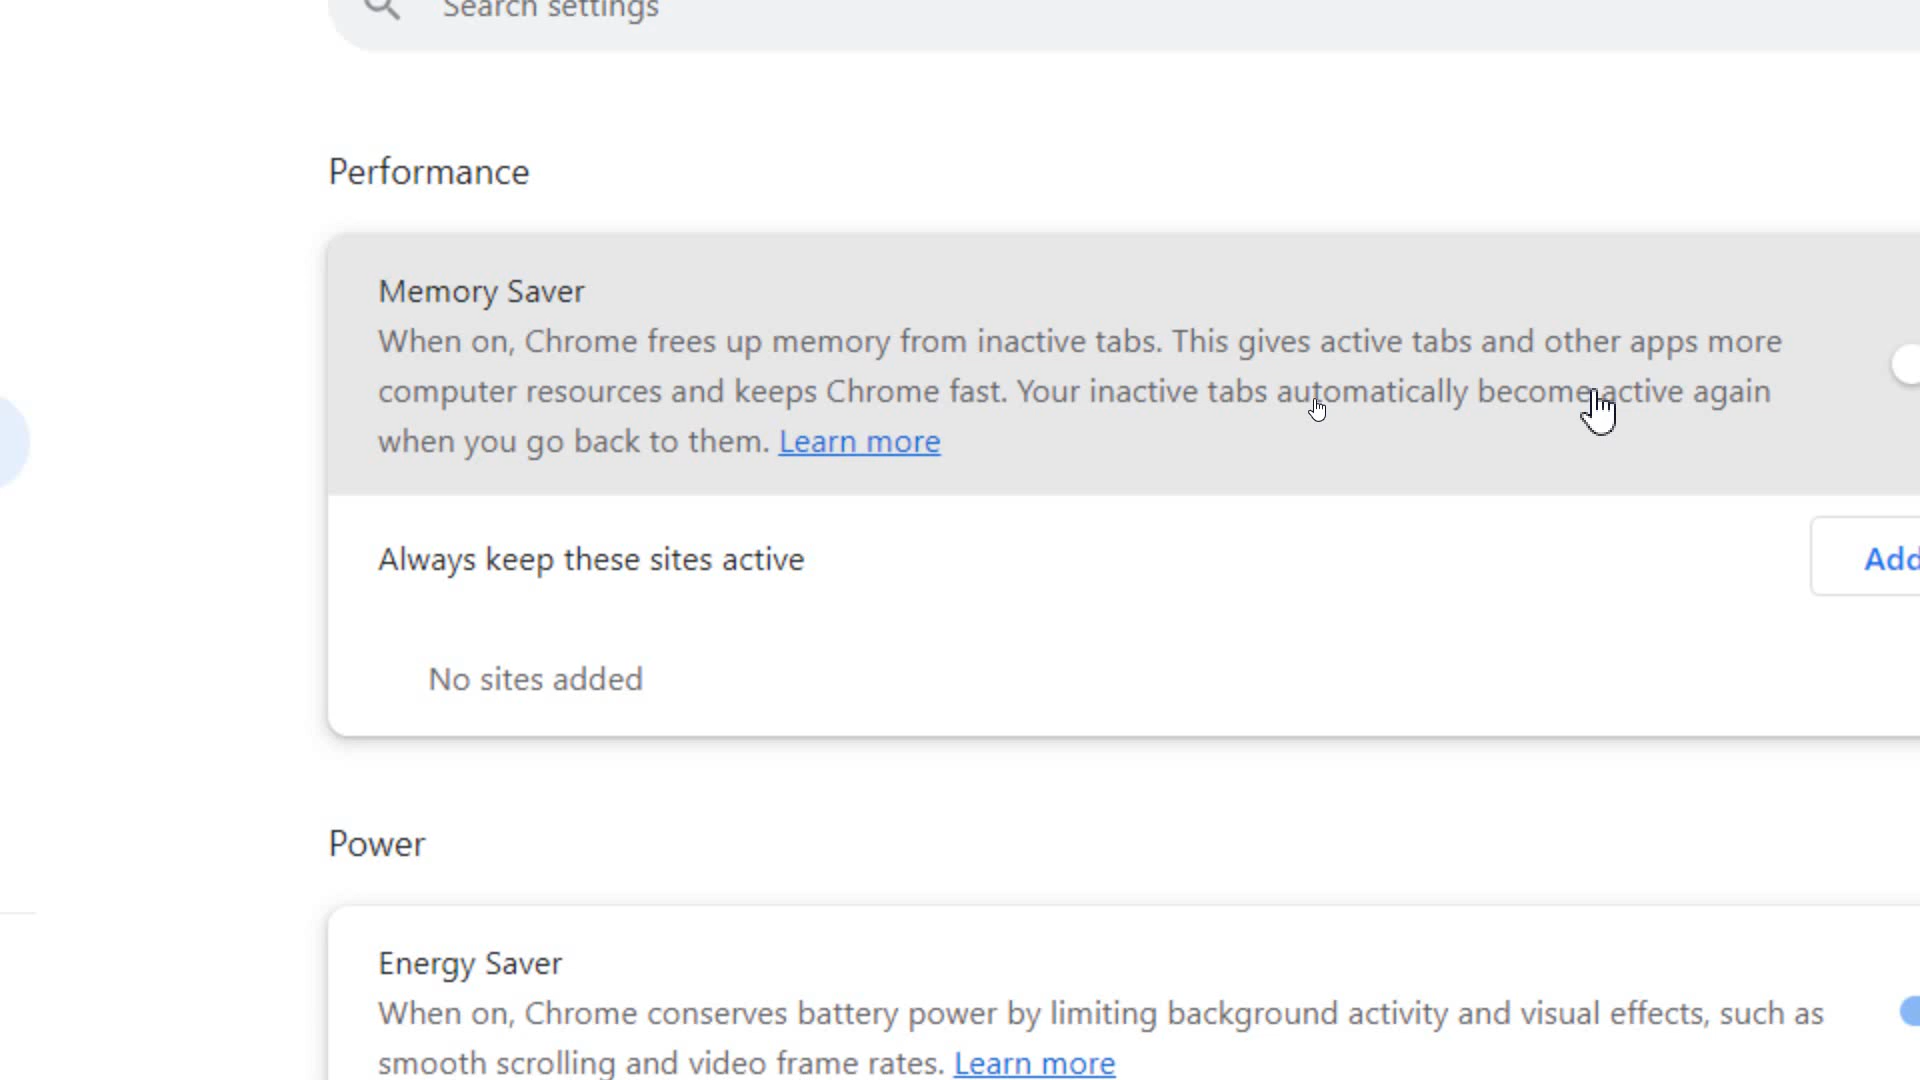 Search settings
Performance
Memory Saver
When on, Chrome frees up memory from inactive tabs. This gives active tabs and other apps more
computer resources and keeps Chrome fast. Your inactive tabs automatically become active again
when you go back to them. Learn more
Always keep these sites active
Add
No sites added
Power
Energy Saver
When on, Chrome conserves battery power by limiting background activity and visual effects, such as
smooth scrolling and video frame rates. Learn more